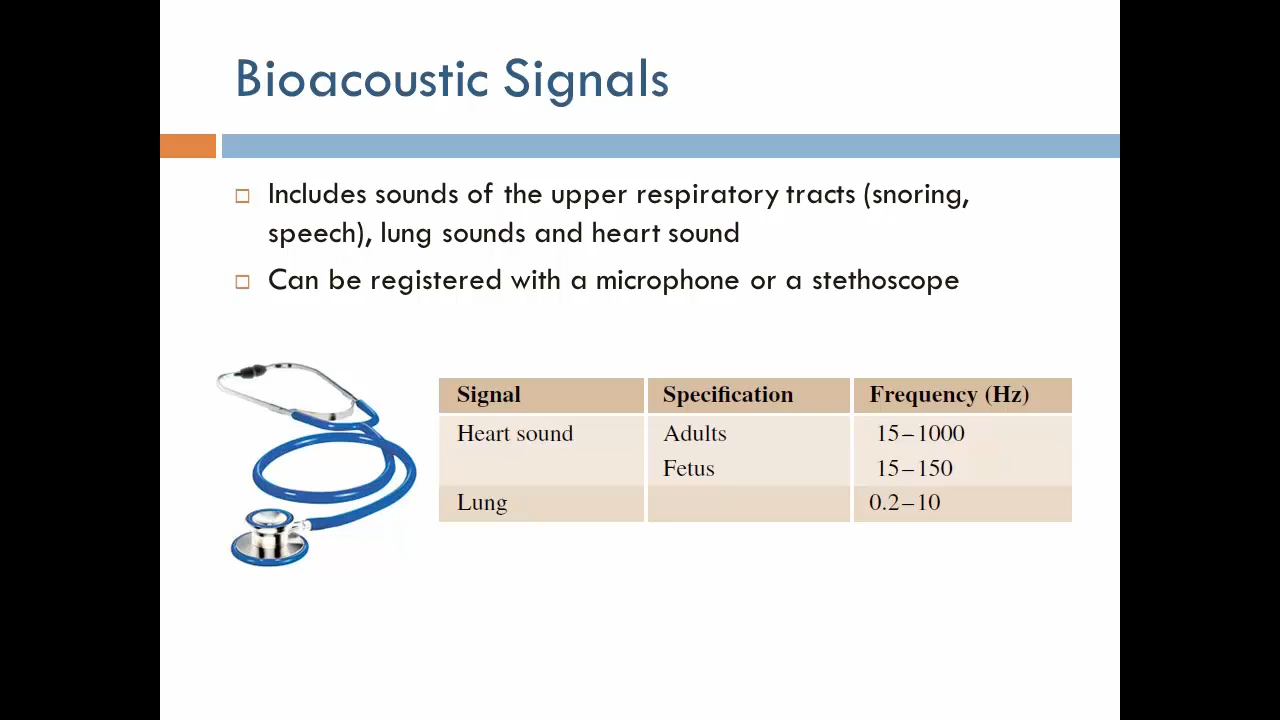 Bioacoustic Signals
Includes sounds of the upper respiratory tracts (snoring,
speech), lung sounds and heart sound
Can be registered with a microphone or a stethoscope
Signal Specification Frequency (Hz)
Heart sound Adults 15–1000
Fetus 15–150
Lung 0.2–10